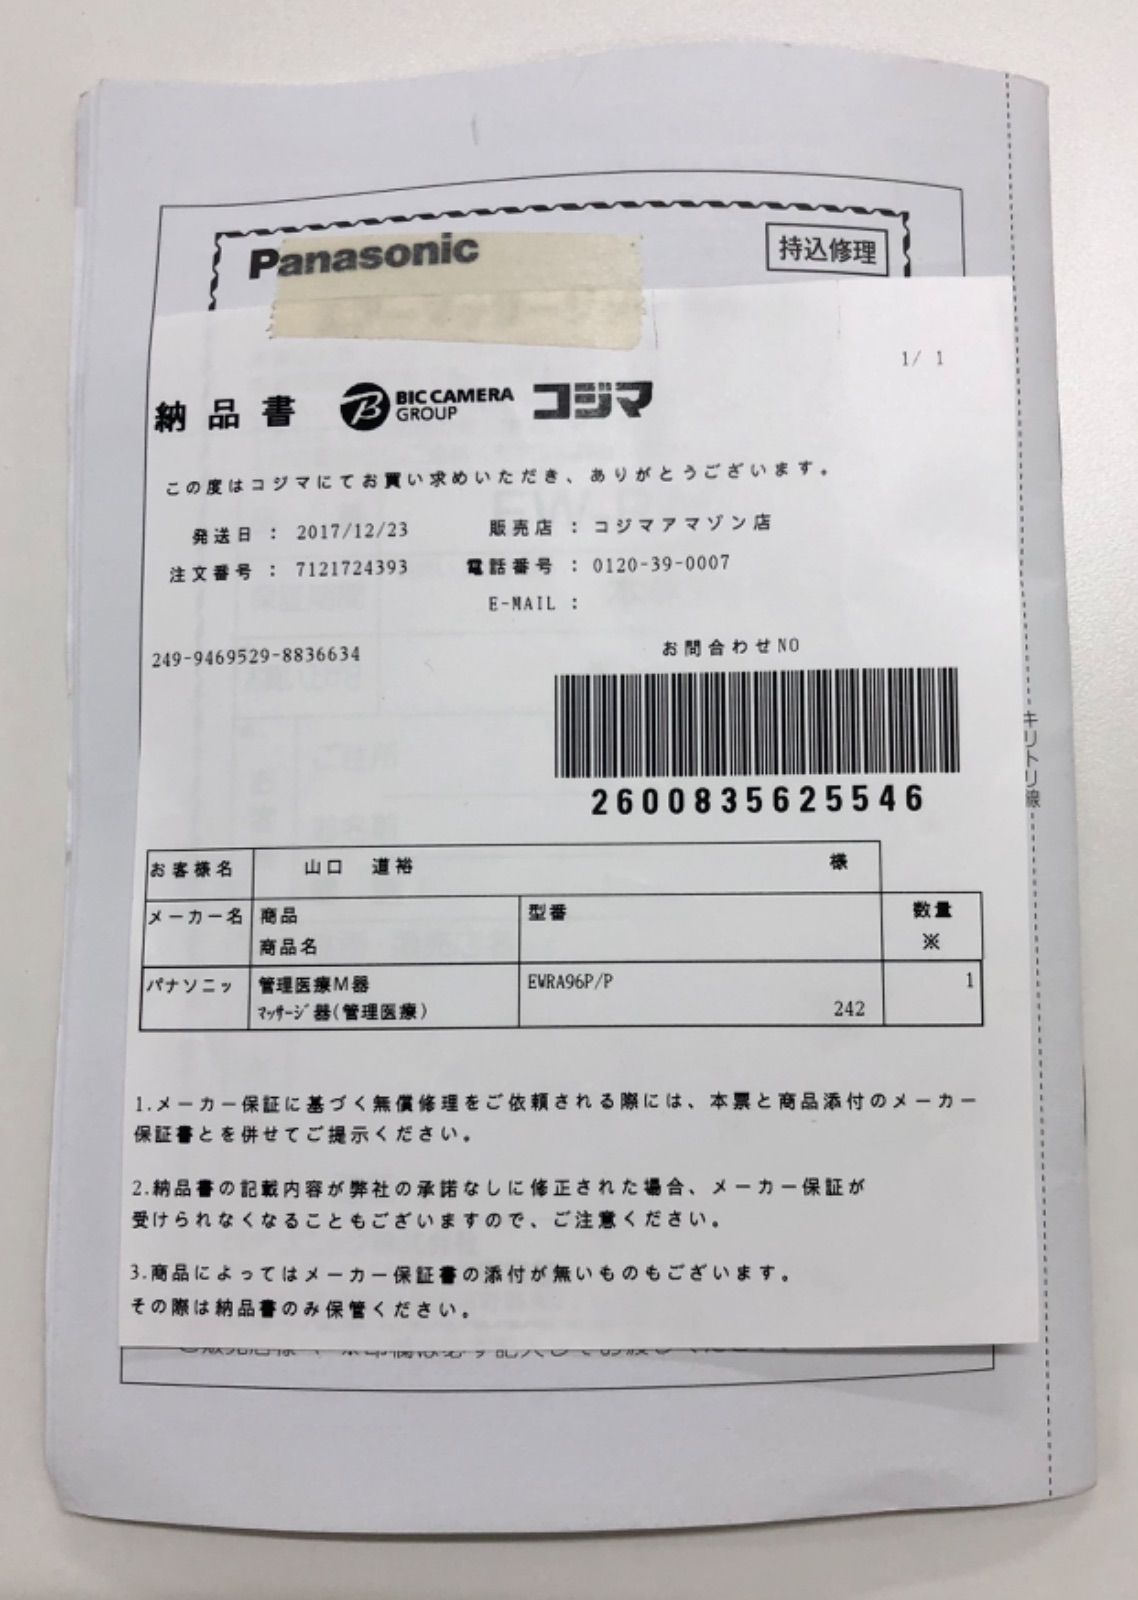 Panasonic
持込修理
1/ 1
納品書 BIC CAMERA GROUP コジマ
この度はコジマにてお買い求めいただき、ありがとうございます。
発送日 : 2017/12/23 販売店 : コジマアマゾン店
注文番号 : 7121724393 電話番号 : 0120-39-0007
E-MAIL :
249-9469529-8836634
お問合わせNO
2600835625546
キリトリ線
お客様名 山口 道裕 様
メーカー名 商品 型番 数量
商品名 ※
パナソニッ 管理医療M器 EWRA96P/P 1
ﾏｯｻｰｼﾞ器(管理医療) 242
1.メーカー保証に基づく無償修理をご依頼される際には、本票と商品添付のメーカー
保証書とを併せてご提示ください。
2.納品書の記載内容が弊社の承諾なしに修正された場合、メーカー保証が
受けられなくなることもございますので、ご注意ください。
3.商品によってはメーカー保証書の添付が無いものもございます。
その際は納品書のみ保管ください。